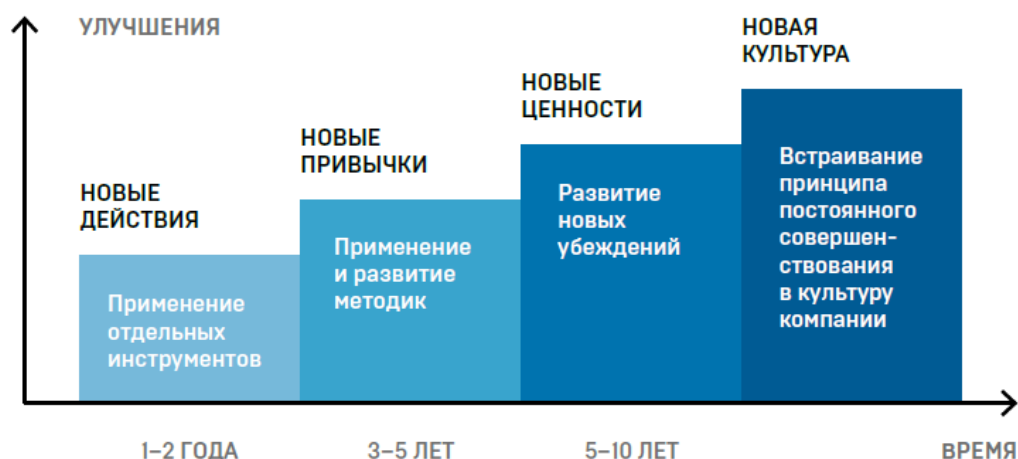 УЛУЧШЕНИЯ
НОВЫЕ
ДЕЙСТВИЯ
Применение
отдельных
инструментов
НОВЫЕ
ПРИВЫЧКИ
Применение
и развитие
методик
НОВЫЕ
ЦЕННОСТИ
Развитие
новых
убеждений
НОВАЯ
КУЛЬТУРА
Встраивание
принципа
постоянного
совершен-
ствования
в культуру
компании
1–2 ГОДА
3–5 ЛЕТ
5–10 ЛЕТ
ВРЕМЯ